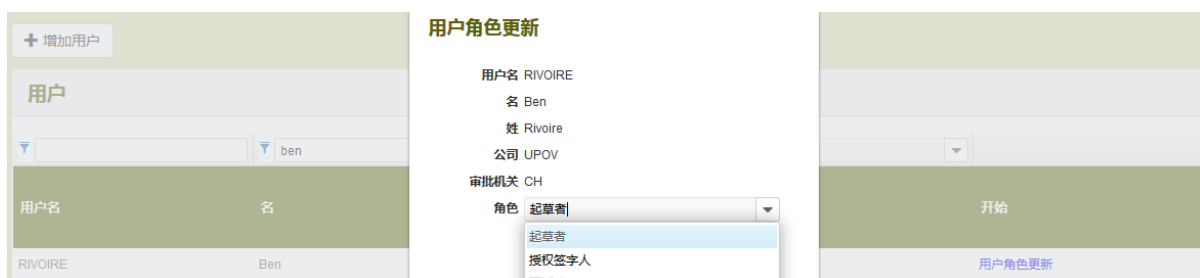 增加用户
用户
ben
用户名 名 开始
RIVOIRE Ben 用户角色更新
用户角色更新
用户名 RIVOIRE
名 Ben
姓 Rivoire
公司 UPOV
审批机关 CH
角色 起草者
起草者
授权签字人